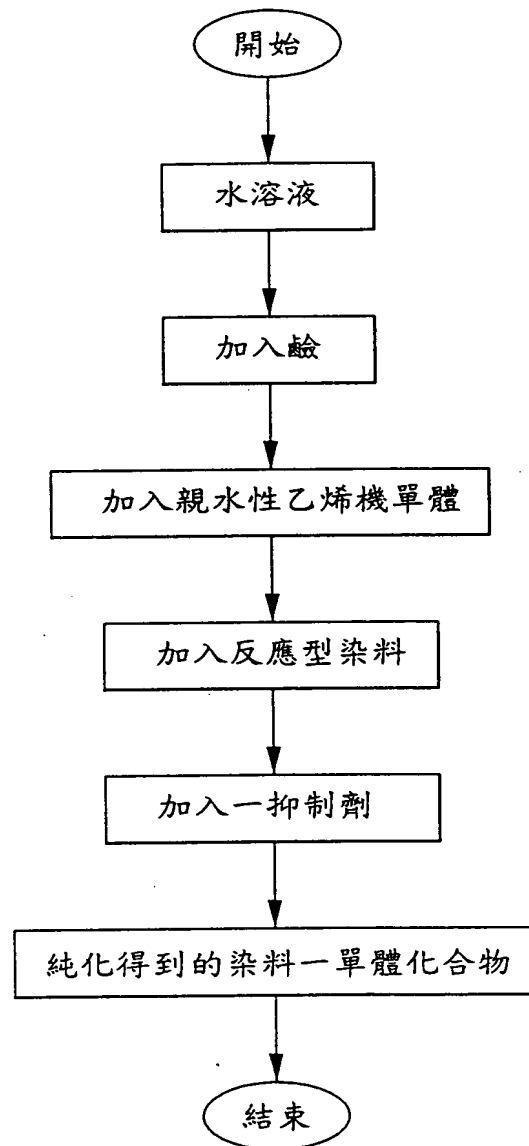 開始
水溶液
加入鹼
加入親水性乙烯機單體
加入反應型染料
加入一抑制劑
純化得到的染料一單體化合物
結束